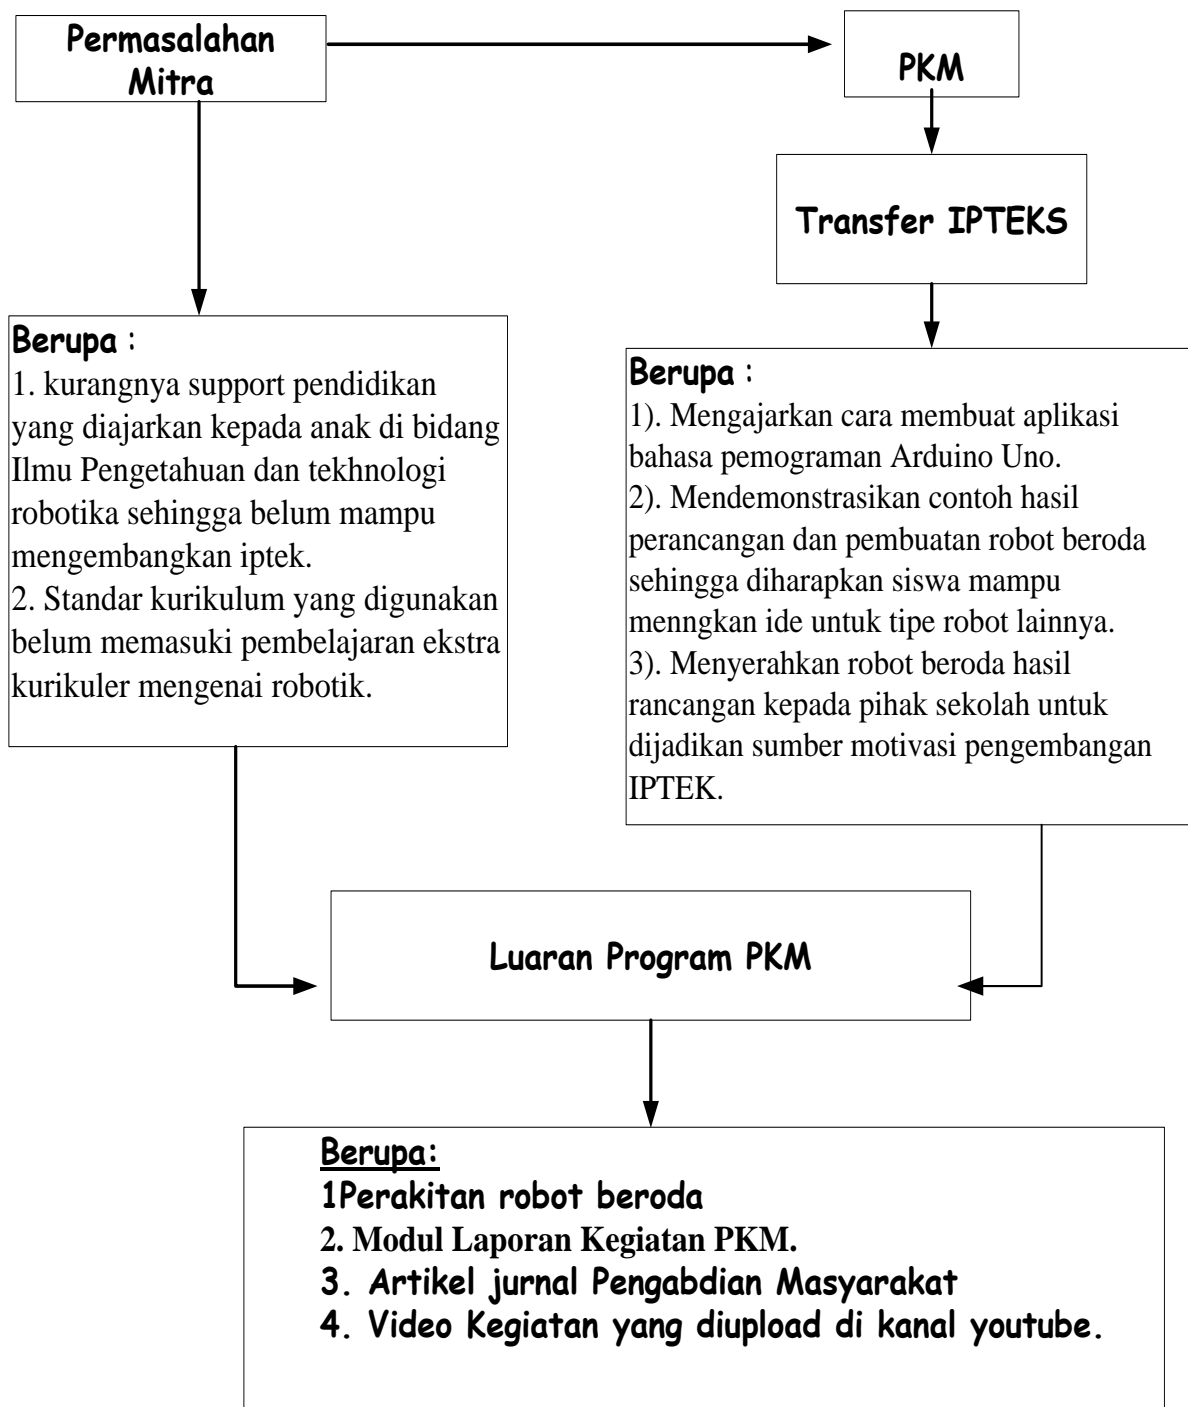 Permasalahan
Mitra
PKM
Transfer IPTEKS
Berupa :
1. kurangnya support pendidikan
yang diajarkan kepada anak di bidang
Ilmu Pengetahuan dan tekhnologi
robotika sehingga belum mampu
mengembangkan iptek.
2. Standar kurikulum yang digunakan
belum memasuki pembelajaran ekstra
kurikuler mengenai robotik.
Berupa :
1). Mengajarkan cara membuat aplikasi
bahasa pemograman Arduino Uno.
2). Mendemonstrasikan contoh hasil
perancangan dan pembuatan robot beroda
sehingga diharapkan siswa mampu
menngkan ide untuk tipe robot lainnya.
3). Menyerahkan robot beroda hasil
rancangan kepada pihak sekolah untuk
dijadikan sumber motivasi pengembangan
IPTEK.
Luaran Program PKM
Berupa:
1Perakitan robot beroda
2. Modul Laporan Kegiatan PKM.
3. Artikel jurnal Pengabdian Masyarakat
4. Video Kegiatan yang diupload di kanal youtube.